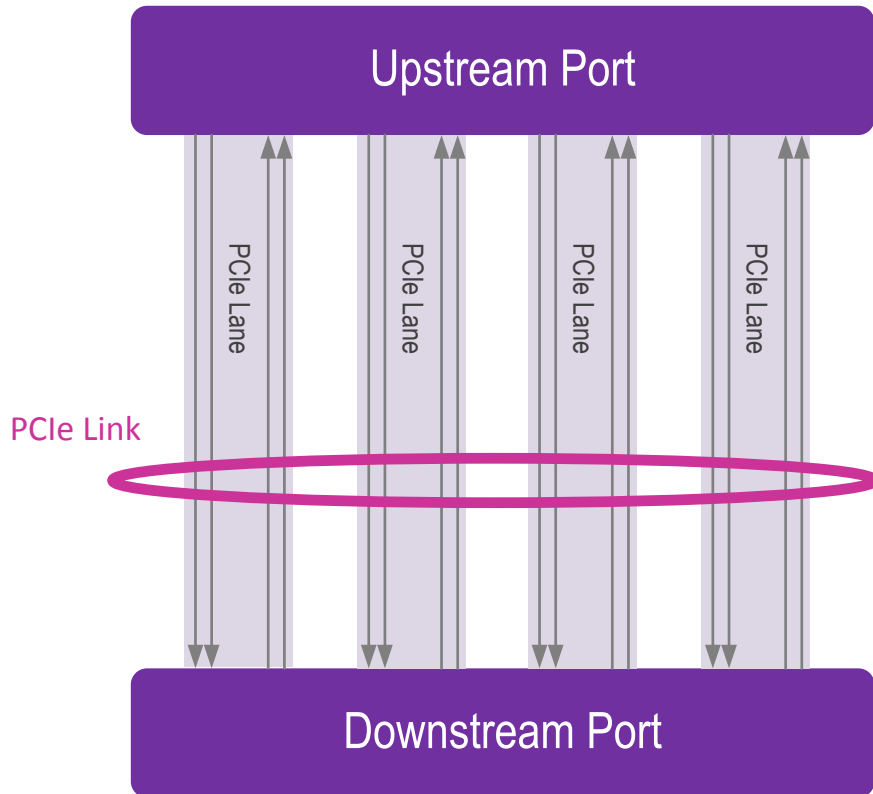 Upstream Port
PCIe Lane
PCIe Lane
PCIe Lane
PCIe Lane
PCIe Link
Downstream Port